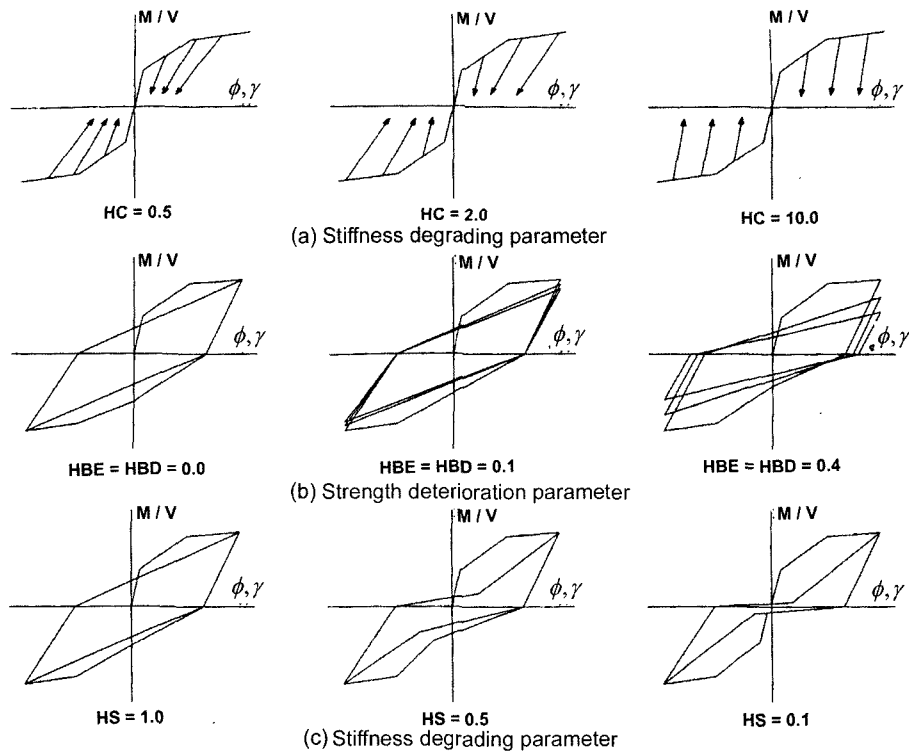 M / V M / V M / V
ϕ, γ ϕ, γ ϕ, γ
HC = 0.5 HC = 2.0 HC = 10.0
(a) Stiffness degrading parameter
M / V M / V M / V
ϕ, γ ϕ, γ ϕ, γ
HBE = HBD = 0.0 HBE = HBD = 0.1 HBE = HBD = 0.4
(b) Strength deterioration parameter
M / V M / V M / V
ϕ, γ ϕ, γ ϕ, γ
HS = 1.0 HS = 0.5 HS = 0.1
(c) Stiffness degrading parameter